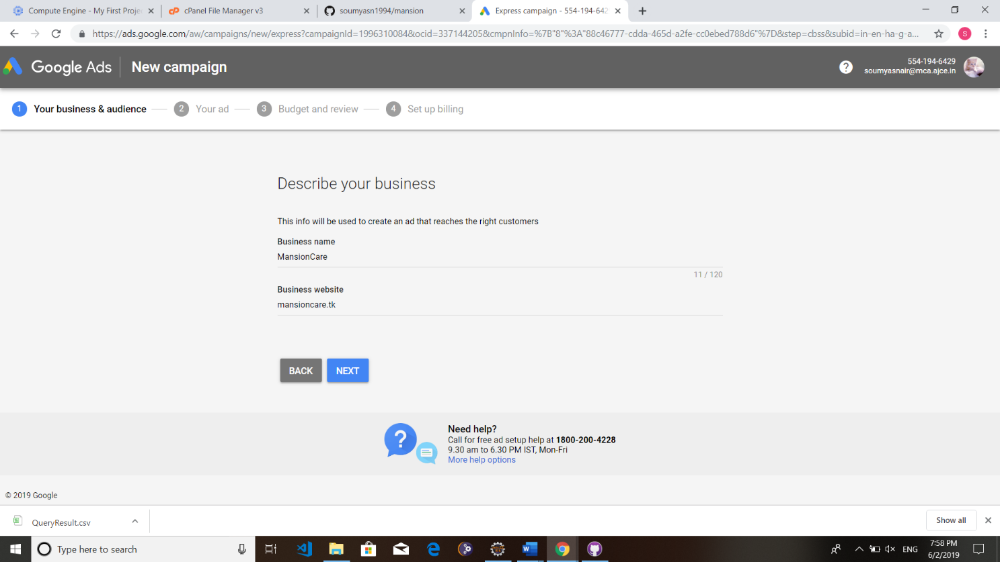 Compute Engine - My First Proje
cPanel File Manager v3
soumyasn1994/mansion
Express campaign - 554-194-642
https://ads.google.com/aw/campaigns/new/express?campaignId=1996310084&ocid=337144205&cmpnInfo=%7B"8"%3A"88c46777-cdda-465d-a2fe-cc0ebed788d6"%7D&step=cbss&subid=in-en-ha-g-a...
S
Google Ads
New campaign
?
554-194-6429
soumyasnair@mca.ajce.in
1 Your business & audience
2 Your ad
3 Budget and review
4 Set up billing
Describe your business
This info will be used to create an ad that reaches the right customers
Business name
MansionCare
11 / 120
Business website
mansioncare.tk
BACK
NEXT
?
Need help?
Call for free ad setup help at 1800-200-4228
9.30 am to 6.30 PM IST, Mon-Fri
More help options
© 2019 Google
QueryResult.csv
Show all
Type here to search
ENG
7:58 PM
6/2/2019